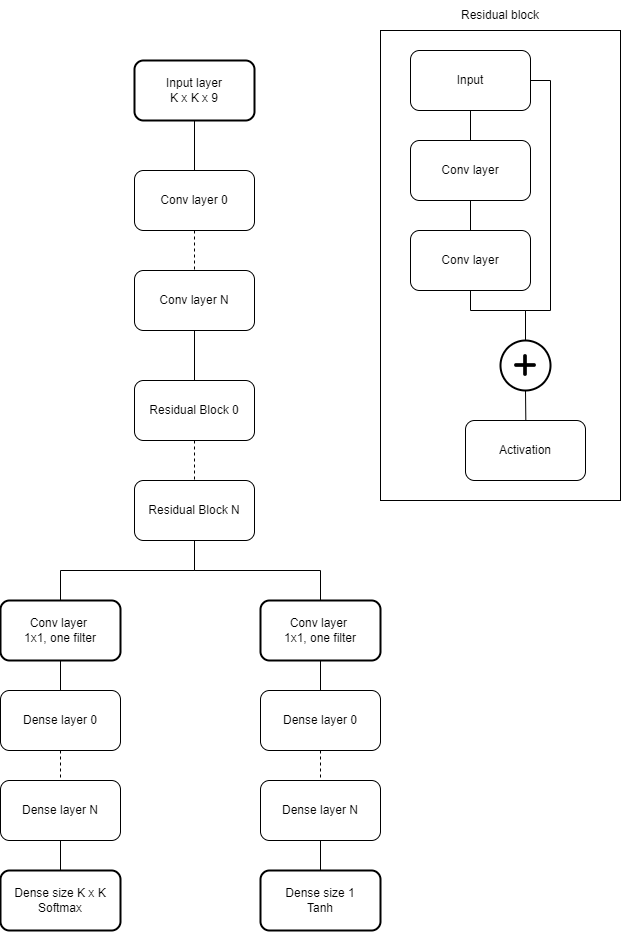 Residual block
Input layer
K x K x 9
Conv layer 0
Conv layer N
Residual Block 0
Residual Block N
Conv layer
1x1, one filter
Dense layer 0
Dense layer N
Dense size K x K
Softmax
Conv layer
1x1, one filter
Dense layer 0
Dense layer N
Dense size 1
Tanh
Input
Conv layer
Conv layer
+
Activation